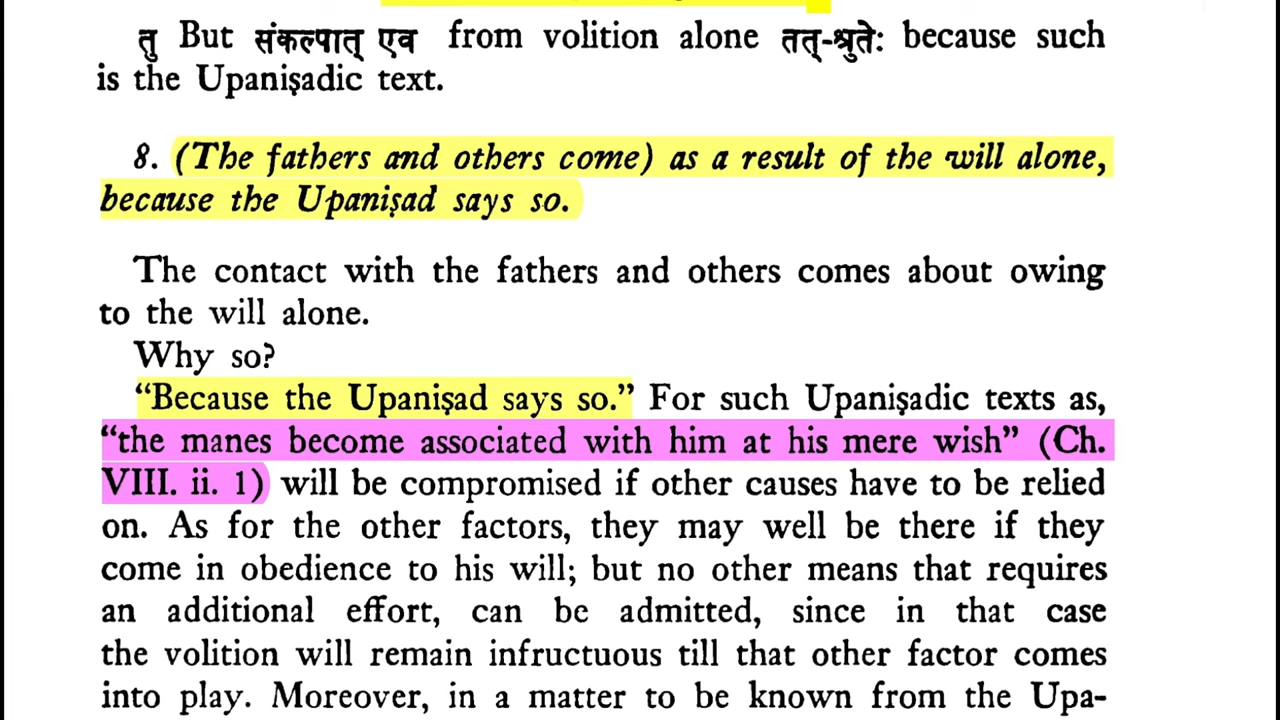 तु But संकल्पात् एव from volition alone तत्-श्रुतेः because such
is the Upaniṣadic text.
8. (The fathers and others come) as a result of the will alone,
because the Upaniṣad says so.
The contact with the fathers and others comes about owing
to the will alone.
Why so?
“Because the Upaniṣad says so.” For such Upaniṣadic texts as,
“the manes become associated with him at his mere wish” (Ch.
VIII. ii. 1) will be compromised if other causes have to be relied
on. As for the other factors, they may well be there if they
come in obedience to his will; but no other means that requires
an additional effort, can be admitted, since in that case
the volition will remain infructuous till that other factor comes
into play. Moreover, in a matter to be known from the Upa-